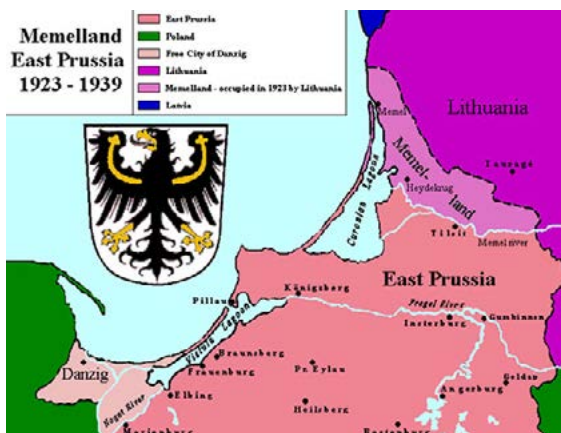 Memelland
East Prussia
1923 - 1939
East Prussia
Poland
Free City of Danzig
Lithuania
Memelland - occupied in 1923 by Lithuania
Latvia
Memel
Lithuania
Memel-
land
Curonian Lagoon
Heydekrug
Taurage
Tilsit
Memel river
East Prussia
Königsberg
Pillau
Pregel River
Insterburg
Gumbinnen
Vistula Lagoon
Braunsberg
Danzig
Frauenburg
Pr. Eylau
Goldap
Angerburg
Elbing
Nogat River
Heilsberg